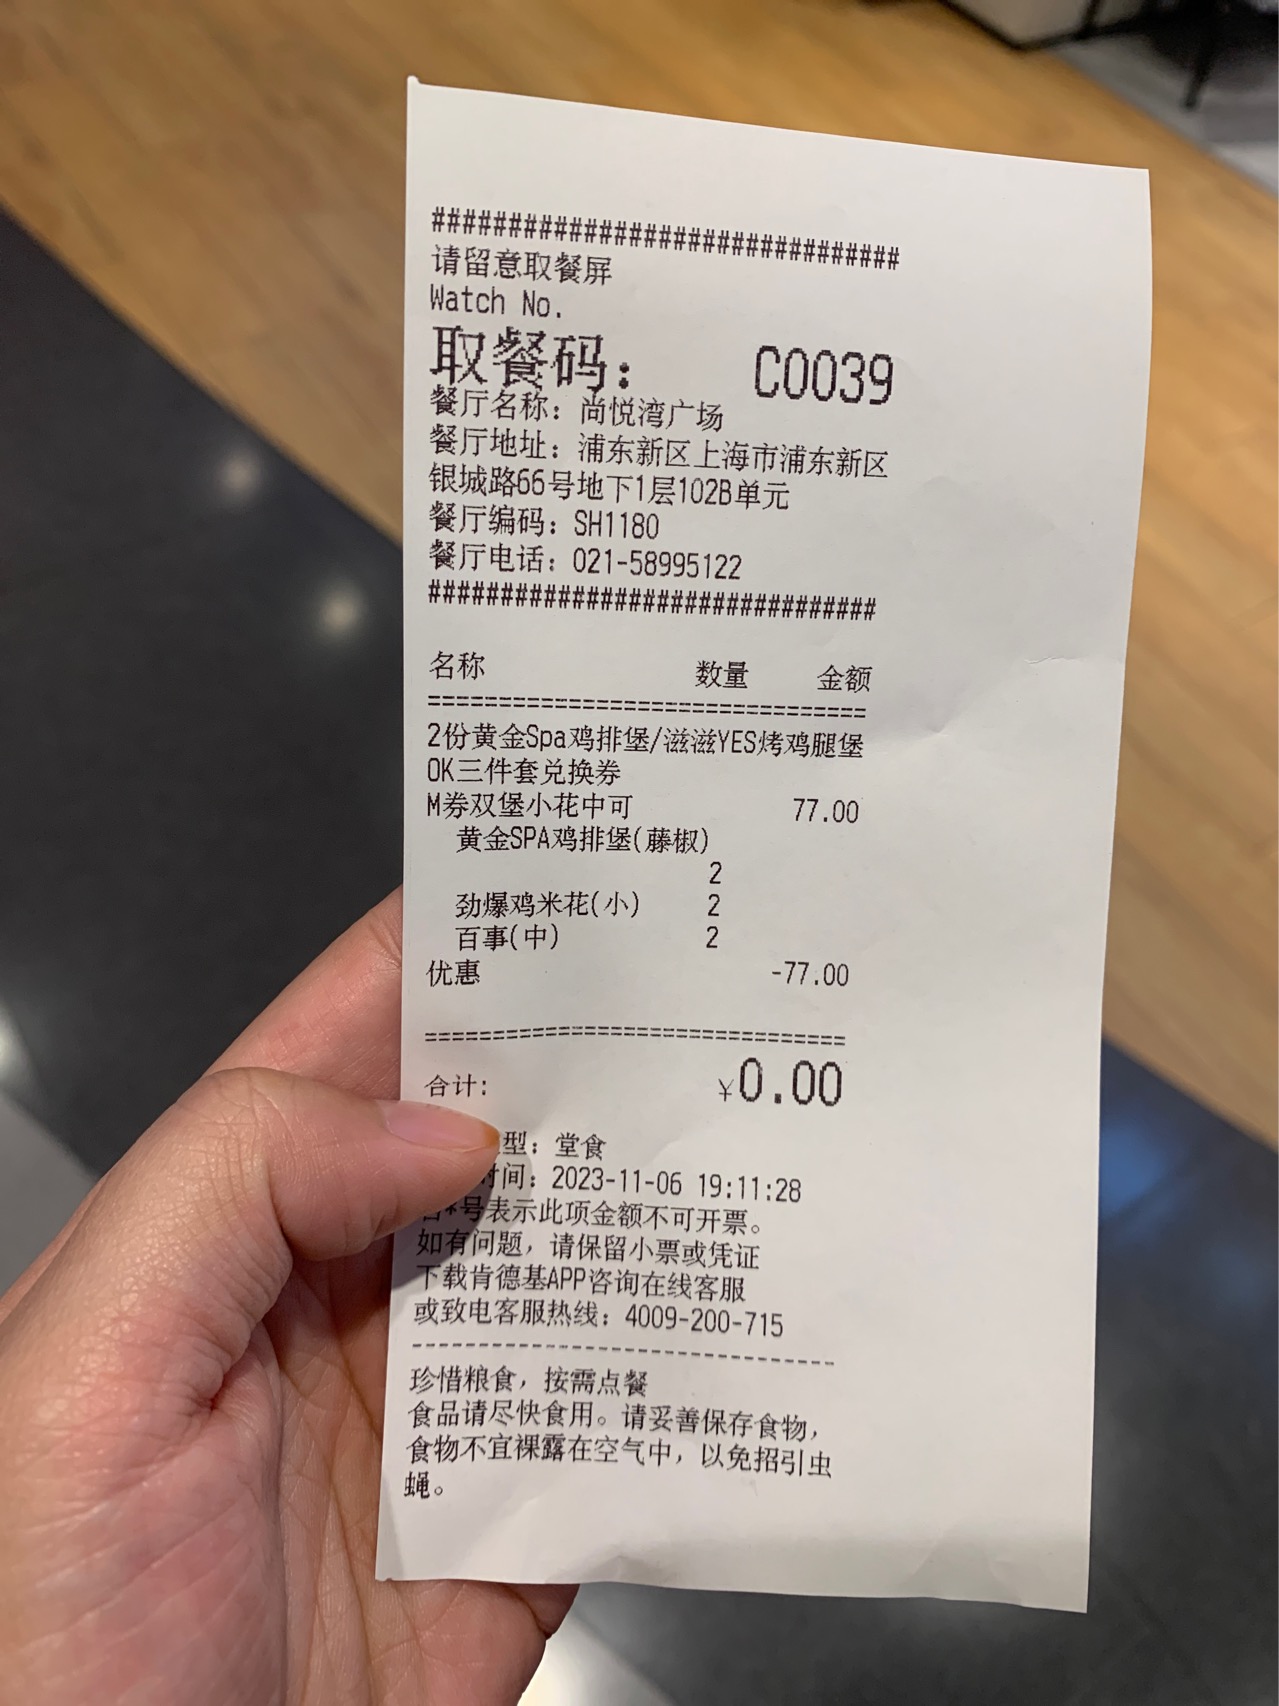 ################################
请留意取餐屏
Watch No.
取餐码： C0039
餐厅名称：尚悦湾广场
餐厅地址：浦东新区上海市浦东新区
银城路66号地下1层102B单元
餐厅编码：SH1180
餐厅电话：021-58995122
################################
名称 数量 金额
================================
2份黄金Spa鸡排堡/滋滋YES烤鸡腿堡
OK三件套兑换券
M券双堡小花中可 77.00
黄金SPA鸡排堡(藤椒)
2
劲爆鸡米花(小) 2
百事(中) 2
优惠 -77.00
================================
合计: ¥0.00
型：堂食
时间：2023-11-06 19:11:28
*号表示此项金额不可开票。
如有问题，请保留小票或凭证
下载肯德基APP咨询在线客服
或致电客服热线：4009-200-715
--------------------------------
珍惜粮食，按需点餐
食品请尽快食用。请妥善保存食物，
食物不宜裸露在空气中，以免招引虫
蝇。